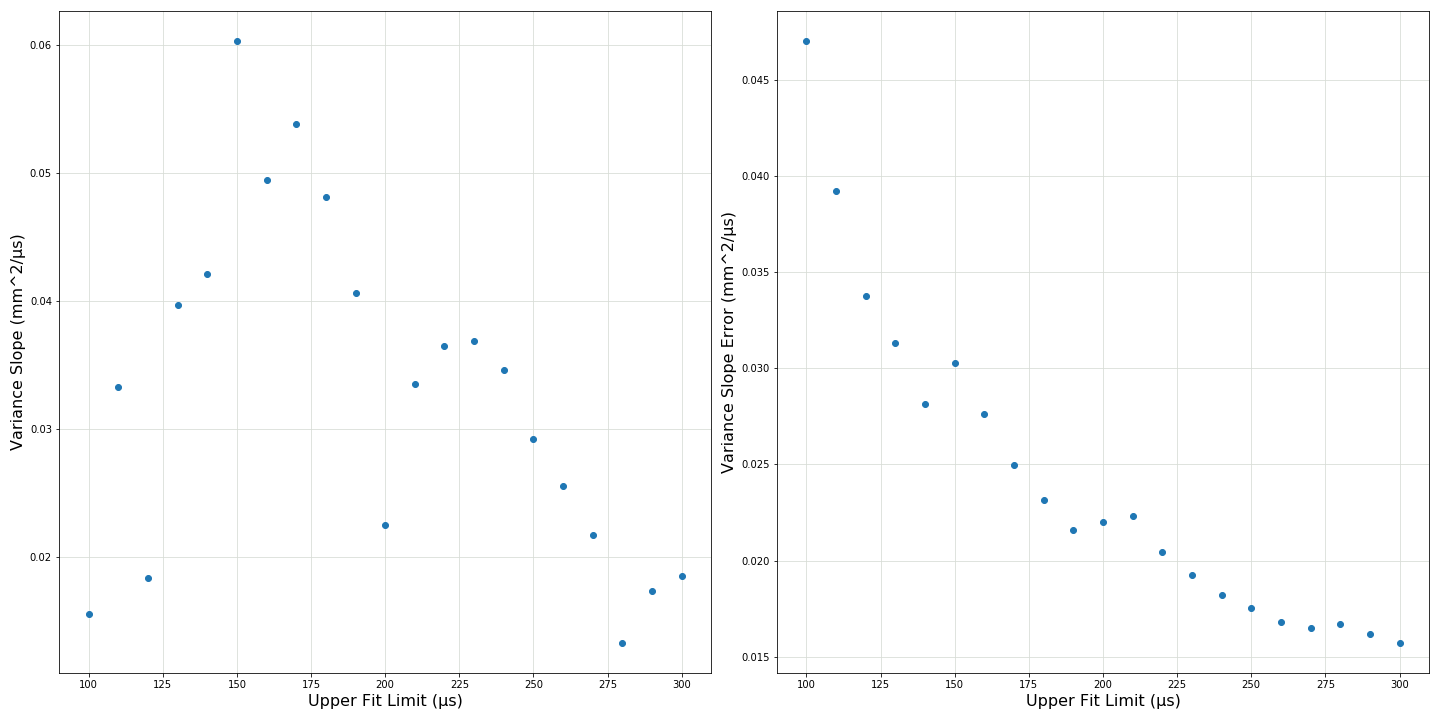 0.06
0.05
0.04
0.03
0.02
Variance Slope (mm^2/μs)
100 125 150 175 200 225 250 275 300
Upper Fit Limit (μs)
0.045
0.040
0.035
0.030
0.025
0.020
0.015
Variance Slope Error (mm^2/μs)
100 125 150 175 200 225 250 275 300
Upper Fit Limit (μs)